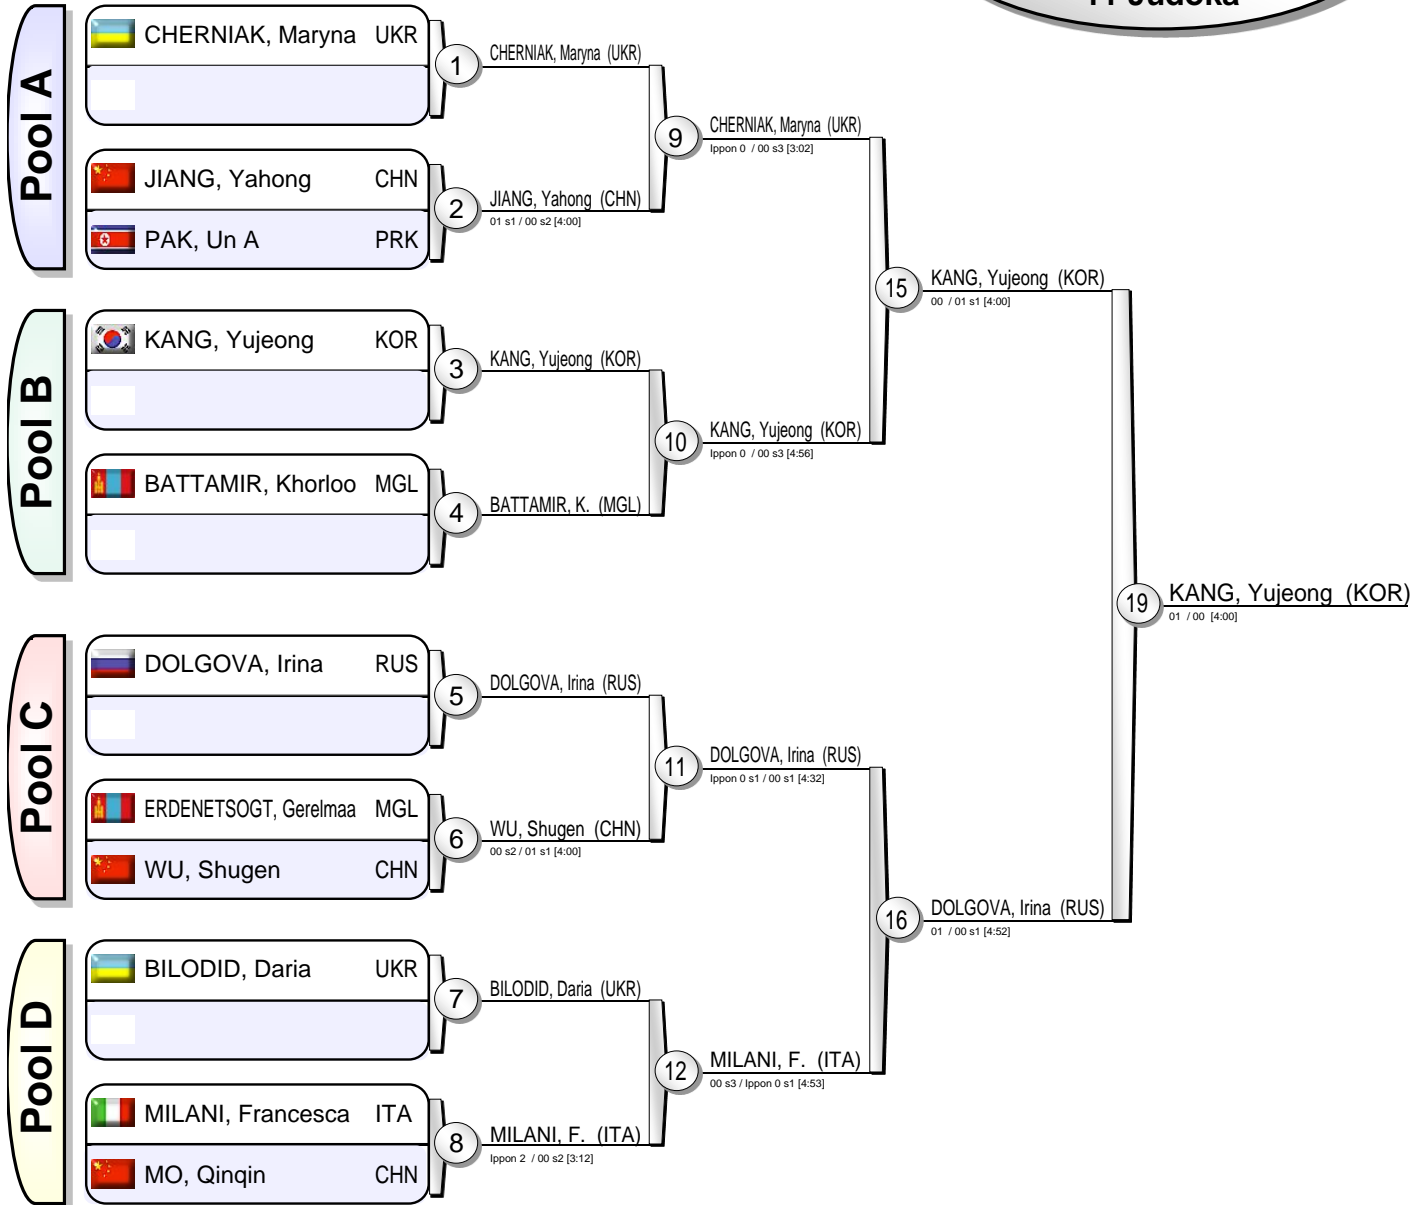 11 Judoka
Pool A
CHERNIAK, Maryna UKR
JIANG, Yahong CHN
PAK, Un A PRK
1
CHERNIAK, Maryna (UKR)
2
JIANG, Yahong (CHN)
01 s1 / 00 s2 [4:00]
9
CHERNIAK, Maryna (UKR)
Ippon 0 / 00 s3 [3:02]
Pool B
KANG, Yujeong KOR
BATTAMIR, Khorloo MGL
3
KANG, Yujeong (KOR)
4
BATTAMIR, K. (MGL)
10
KANG, Yujeong (KOR)
Ippon 0 / 00 s3 [4:56]
15
KANG, Yujeong (KOR)
00 / 01 s1 [4:00]
Pool C
DOLGOVA, Irina RUS
ERDENETSOGT, Gerelmaa MGL
WU, Shugen CHN
5
DOLGOVA, Irina (RUS)
6
WU, Shugen (CHN)
00 s2 / 01 s1 [4:00]
11
DOLGOVA, Irina (RUS)
Ippon 0 s1 / 00 s1 [4:32]
Pool D
BILODID, Daria UKR
MILANI, Francesca ITA
MO, Qinqin CHN
7
BILODID, Daria (UKR)
8
MILANI, F. (ITA)
Ippon 2 / 00 s2 [3:12]
12
MILANI, F. (ITA)
00 s3 / Ippon 0 s1 [4:53]
16
DOLGOVA, Irina (RUS)
01 / 00 s1 [4:52]
19
KANG, Yujeong (KOR)
01 / 00 [4:00]